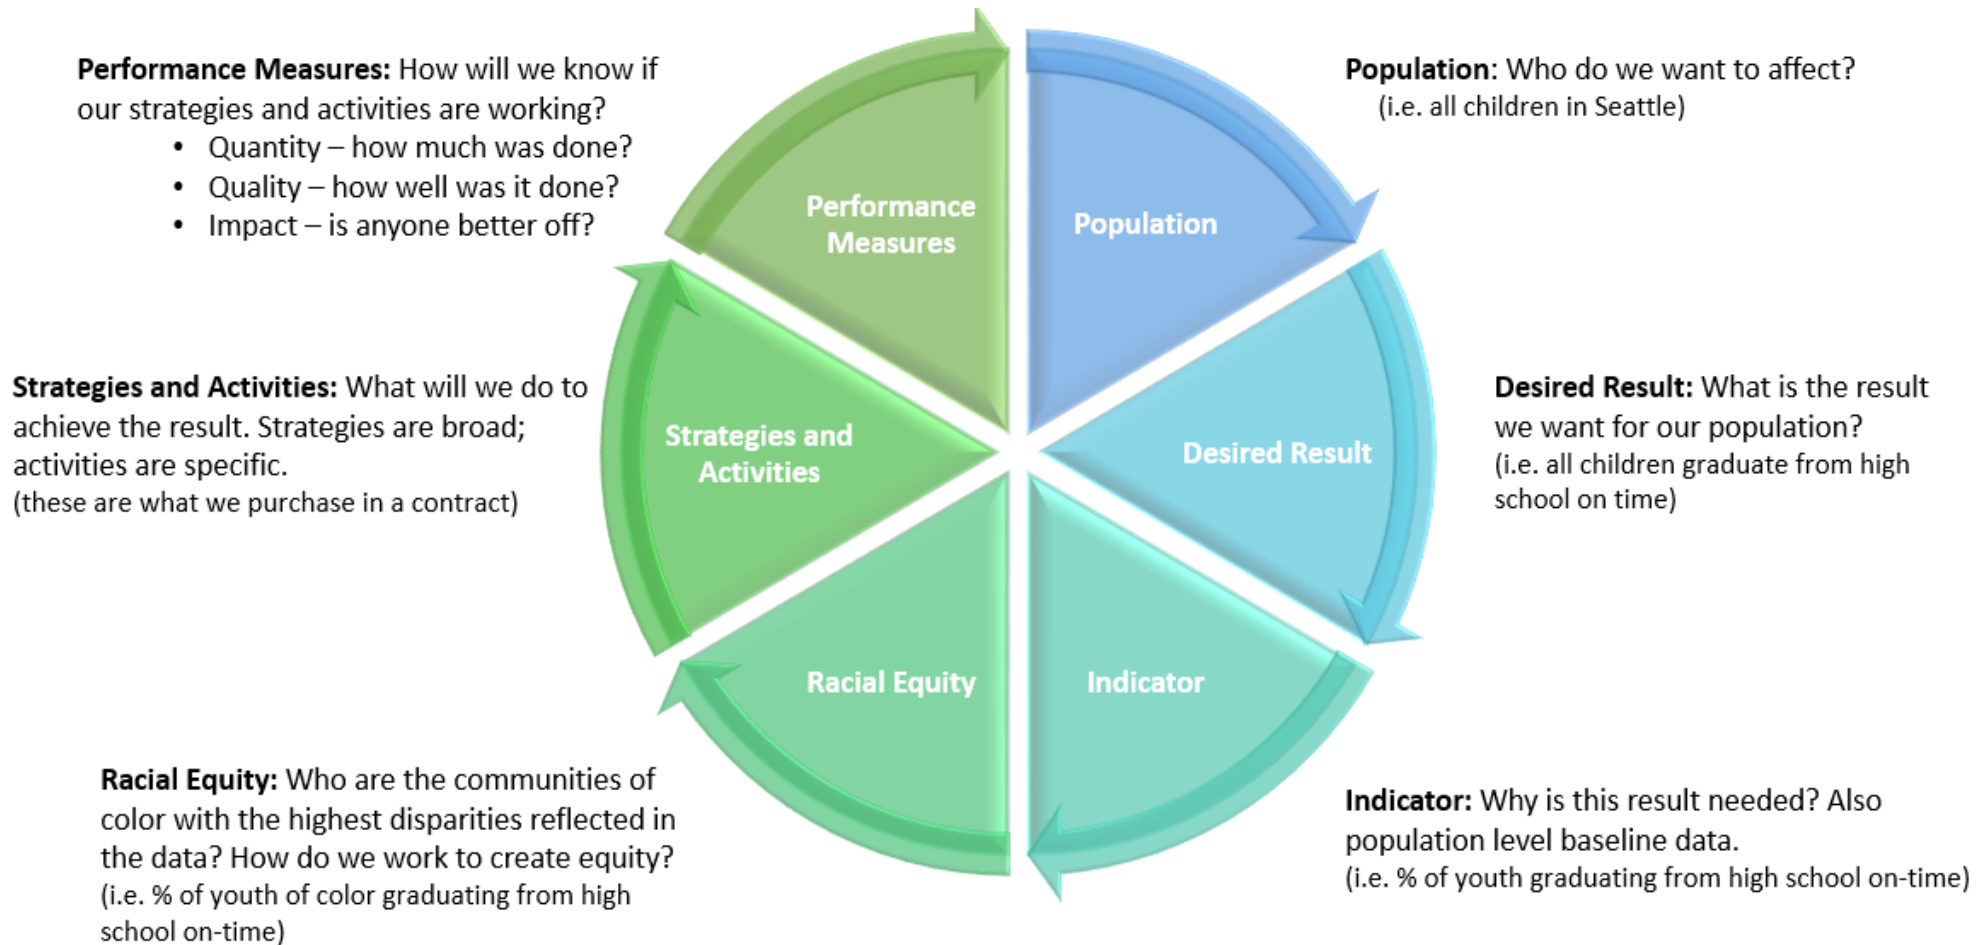 Performance Measures: How will we know if
our strategies and activities are working?
• Quantity – how much was done?
• Quality – how well was it done?
• Impact – is anyone better off?
Population: Who do we want to affect?
(i.e. all children in Seattle)
Performance
Measures
Population
Strategies and Activities: What will we do to
achieve the result. Strategies are broad;
activities are specific.
(these are what we purchase in a contract)
Strategies and
Activities
Desired Result
Desired Result: What is the result
we want for our population?
(i.e. all children graduate from high
school on time)
Racial Equity
Indicator
Racial Equity: Who are the communities of
color with the highest disparities reflected in
the data? How do we work to create equity?
(i.e. % of youth of color graduating from high
school on-time)
Indicator: Why is this result needed? Also
population level baseline data.
(i.e. % of youth graduating from high school on-time)